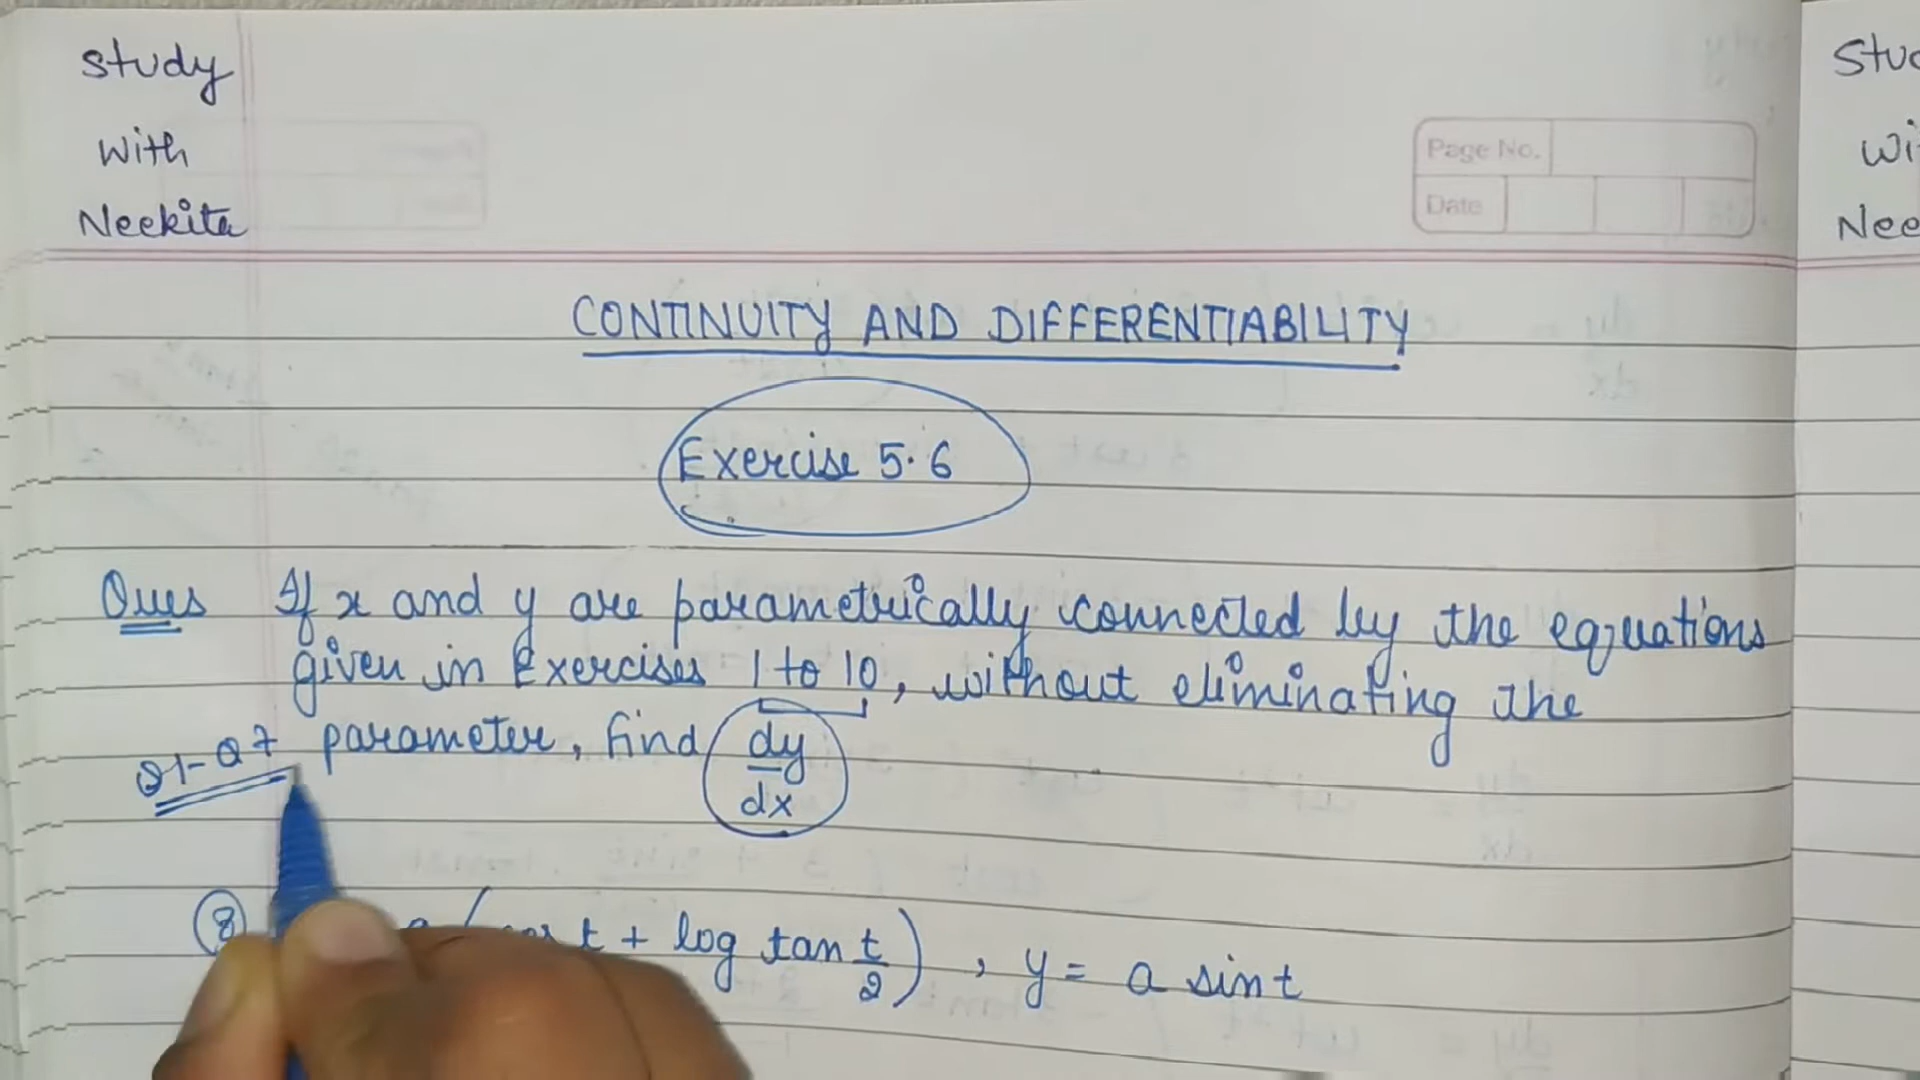 Study
With
Neekita
Page No.
Date
Stu
Wi
Nee
CONTINUITY AND DIFFERENTIABILITY
Exercise 5.6
Ques If x and y are parametrically connected by the equations
given in Exercises 1 to 10, without eliminating the
parameter, find dy/dx
Q1-Q7
8 t + log tan t/2) , y = a sin t